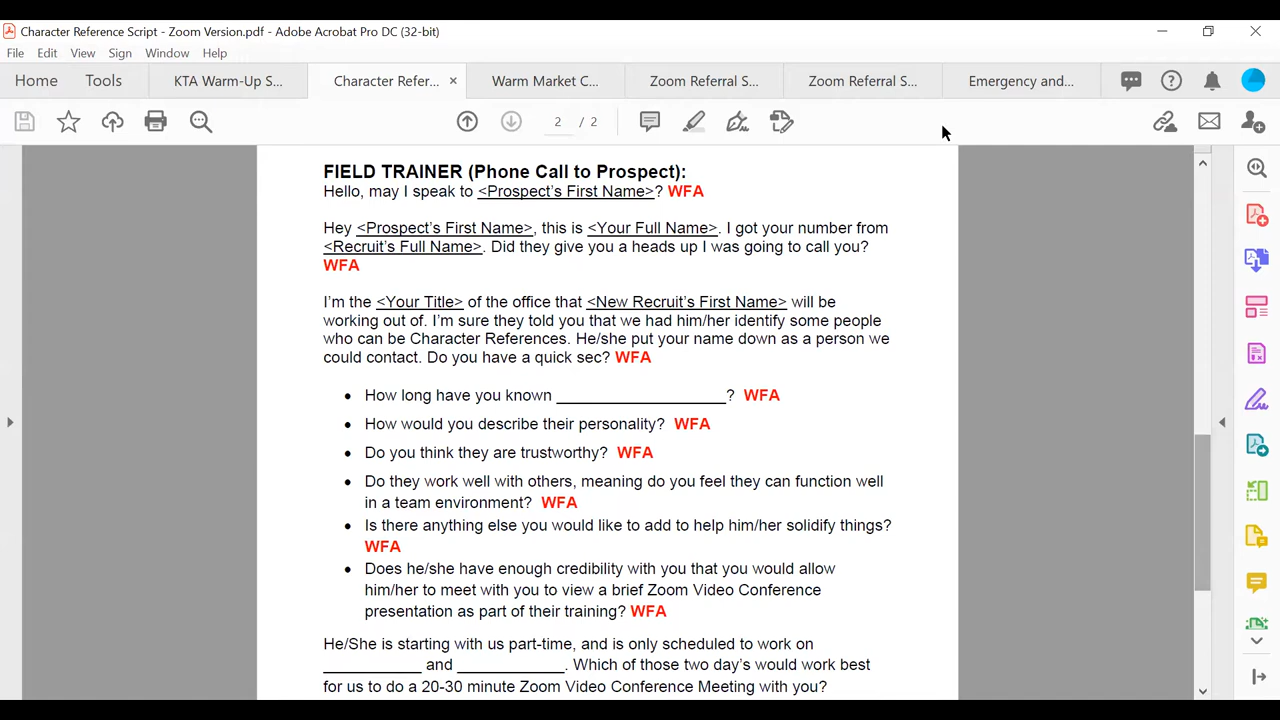 Character Reference Script - Zoom Version.pdf - Adobe Acrobat Pro DC (32-bit)
File Edit View Sign Window Help
Home Tools KTA Warm-Up S... Character Refer... × Warm Market C... Zoom Referral S... Zoom Referral S... Emergency and...
2 / 2
FIELD TRAINER (Phone Call to Prospect):
Hello, may I speak to <Prospect's First Name>? WFA
Hey <Prospect's First Name>, this is <Your Full Name>. I got your number from
<Recruit's Full Name>. Did they give you a heads up I was going to call you?
WFA
I'm the <Your Title> of the office that <New Recruit's First Name> will be
working out of. I'm sure they told you that we had him/her identify some people
who can be Character References. He/she put your name down as a person we
could contact. Do you have a quick sec? WFA
• How long have you known ____________________? WFA
• How would you describe their personality? WFA
• Do you think they are trustworthy? WFA
• Do they work well with others, meaning do you feel they can function well
in a team environment? WFA
• Is there anything else you would like to add to help him/her solidify things?
WFA
• Does he/she have enough credibility with you that you would allow
him/her to meet with you to view a brief Zoom Video Conference
presentation as part of their training? WFA
He/She is starting with us part-time, and is only scheduled to work on
___________ and ____________. Which of those two day's would work best
for us to do a 20-30 minute Zoom Video Conference Meeting with you?